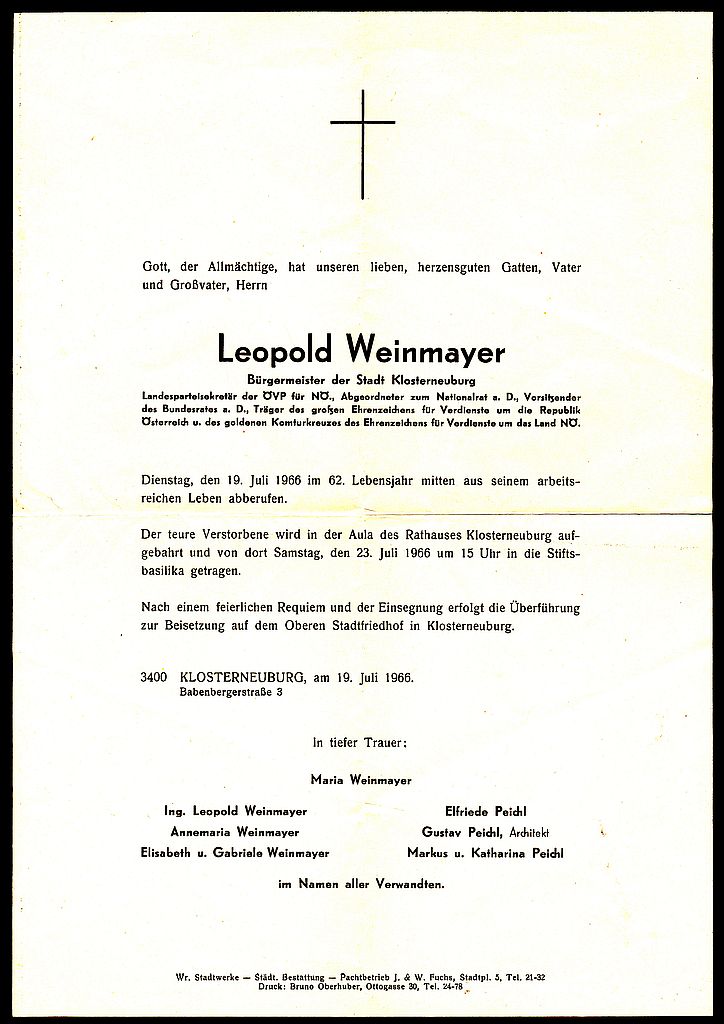 Gott, der Allmächtige, hat unseren lieben, herzensguten Gatten, Vater
und Großvater, Herrn
Leopold Weinmayer
Bürgermeister der Stadt Klosterneuburg
Landesparteisekretär der ÖVP für NÖ., Abgeordneter zum Nationalrat a. D., Vorsitzender
des Bundesrates a. D., Träger des großen Ehrenzeichens für Verdienste um die Republik
Österreich u. des goldenen Komturkreuzes des Ehrenzeichens für Verdienste um das Land NÖ.
Dienstag, den 19. Juli 1966 im 62. Lebensjahr mitten aus seinem arbeits-
reichen Leben abberufen.
Der teure Verstorbene wird in der Aula des Rathauses Klosterneuburg auf-
gebahrt und von dort Samstag, den 23. Juli 1966 um 15 Uhr in die Stifts-
basilika getragen.
Nach einem feierlichen Requiem und der Einsegnung erfolgt die Überführung
zur Beisetzung auf dem Oberen Stadtfriedhof in Klosterneuburg.
3400 KLOSTERNEUBURG, am 19. Juli 1966.
Babenbergerstraße 3
In tiefer Trauer:
Maria Weinmayer
Ing. Leopold Weinmayer
Annemaria Weinmayer
Elisabeth u. Gabriele Weinmayer
Elfriede Peichl
Gustav Peichl, Architekt
Markus u. Katharina Peichl
im Namen aller Verwandten.
Wr. Stadtwerke — Städt. Bestattung — Pachtbetrieb J. & W. Fuchs, Stadtpl. 5, Tel. 21-32
Druck: Bruno Oberhuber, Ottogasse 30, Tel. 24-78